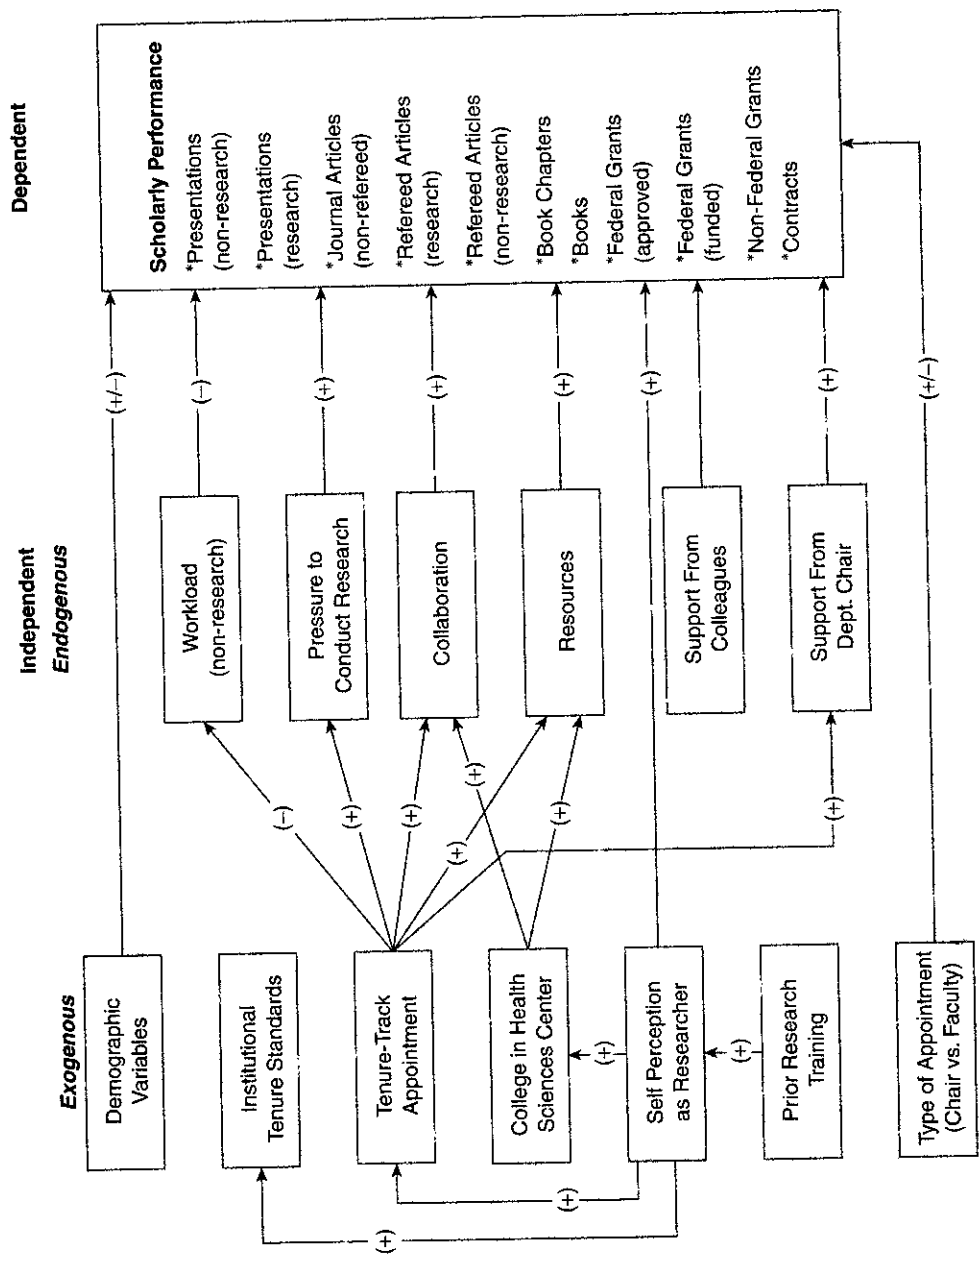 Independent
Dependent
Exogenous
Endogenous
Demographic
Variables
Institutional
Tenure Standards
Tenure-Track
Appointment
College in Health
Sciences Center
Self Perception
as Researcher
Prior Research
Training
Type of Appointment
(Chair vs. Faculty)
(+)
(+)
(+)
(+)
(–)
(+)
(+)
(+)
(+)
(+)
(+)
Workload
(non-research)
Pressure to
Conduct Research
Collaboration
Resources
Support From
Colleagues
Support From
Dept. Chair
(+/–)
(–)
(+)
(+)
(+)
(+)
(+)
(+/–)
Scholarly Performance
*Presentations
(non-research)
*Presentations
(research)
*Journal Articles
(non-refereed)
*Refereed Articles
(research)
*Refereed Articles
(non-research)
*Book Chapters
*Books
*Federal Grants
(approved)
*Federal Grants
(funded)
*Non-Federal Grants
*Contracts